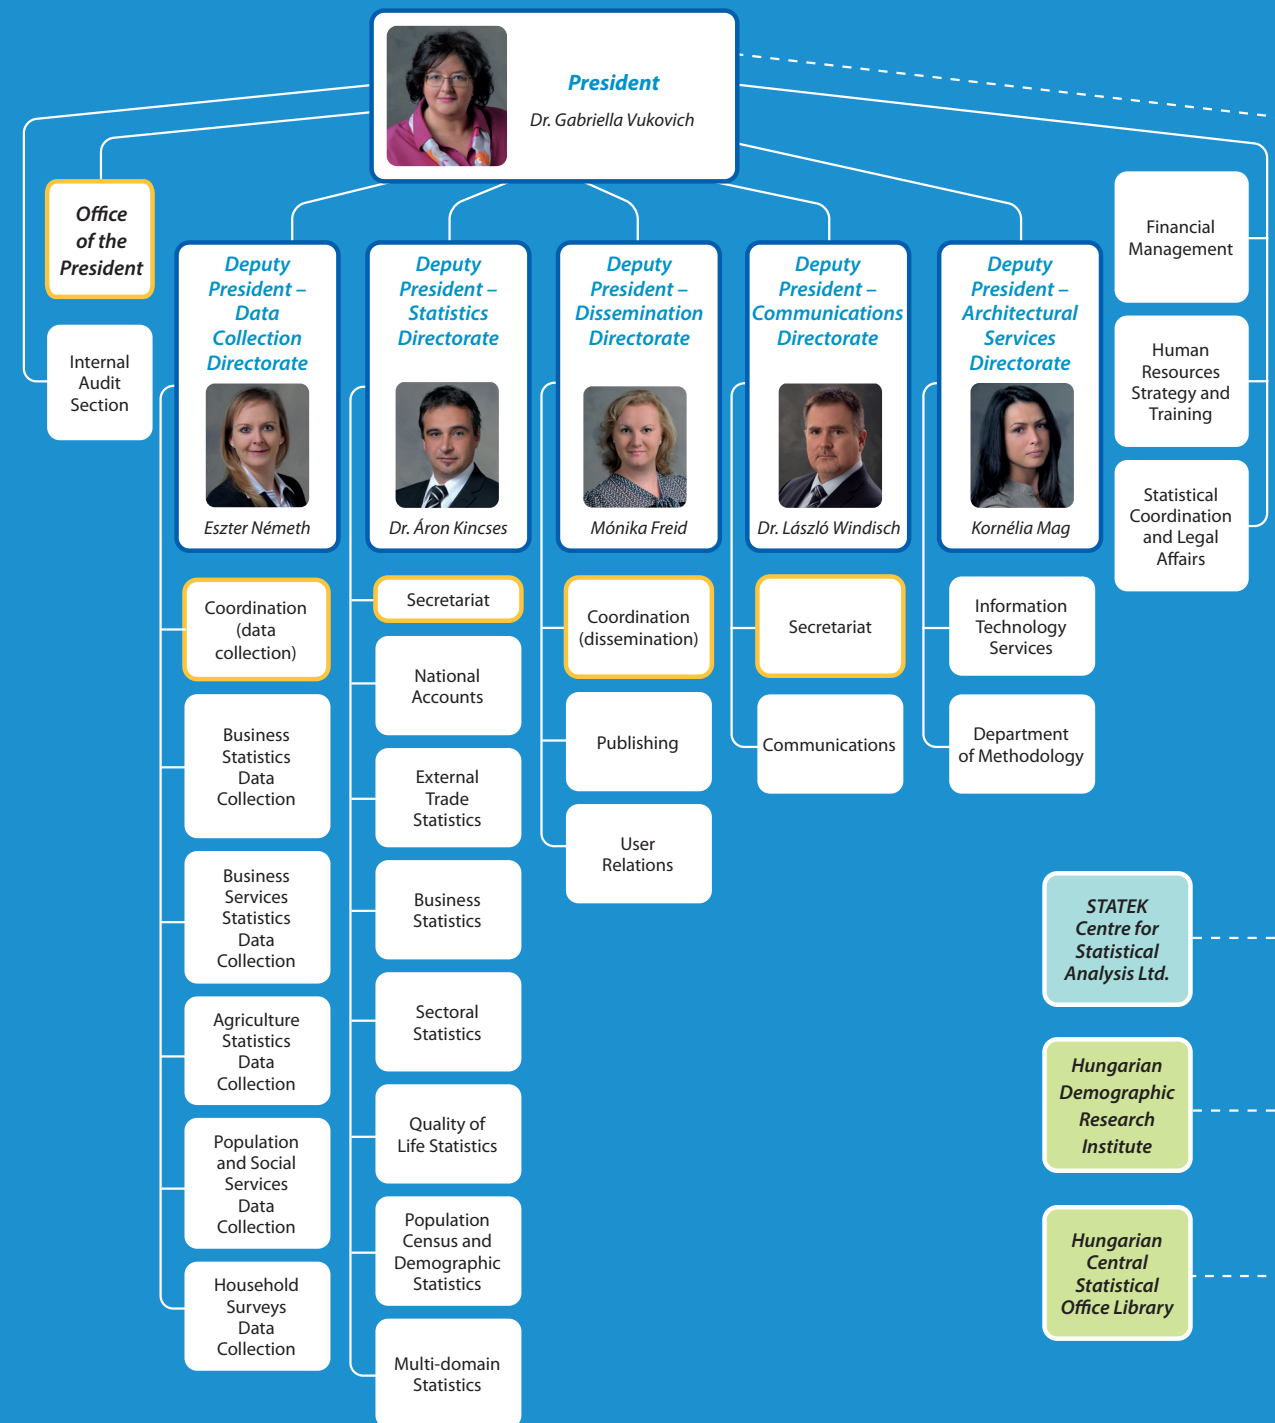 President
Dr. Gabriella Vukovich
Office
of the
President
Internal
Audit
Section
Deputy
President –
Data
Collection
Directorate
Eszter Németh
Coordination
(data
collection)
Business
Statistics
Data
Collection
Business
Services
Statistics
Data
Collection
Agriculture
Statistics
Data
Collection
Population
and Social
Services
Data
Collection
Household
Surveys
Data
Collection
Deputy
President –
Statistics
Directorate
Dr. Áron Kincses
Secretariat
National
Accounts
External
Trade
Statistics
Business
Statistics
Sectoral
Statistics
Quality of
Life Statistics
Population
Census and
Demographic
Statistics
Multi-domain
Statistics
Deputy
President –
Dissemination
Directorate
Mónika Freid
Coordination
(dissemination)
Publishing
User
Relations
Deputy
President –
Communications
Directorate
Dr. László Windisch
Secretariat
Communications
Deputy
President –
Architectural
Services
Directorate
Kornélia Mag
Information
Technology
Services
Department
of Methodology
Financial
Management
Human
Resources
Strategy and
Training
Statistical
Coordination
and Legal
Affairs
STATEK
Centre for
Statistical
Analysis Ltd.
Hungarian
Demographic
Research
Institute
Hungarian
Central
Statistical
Office Library